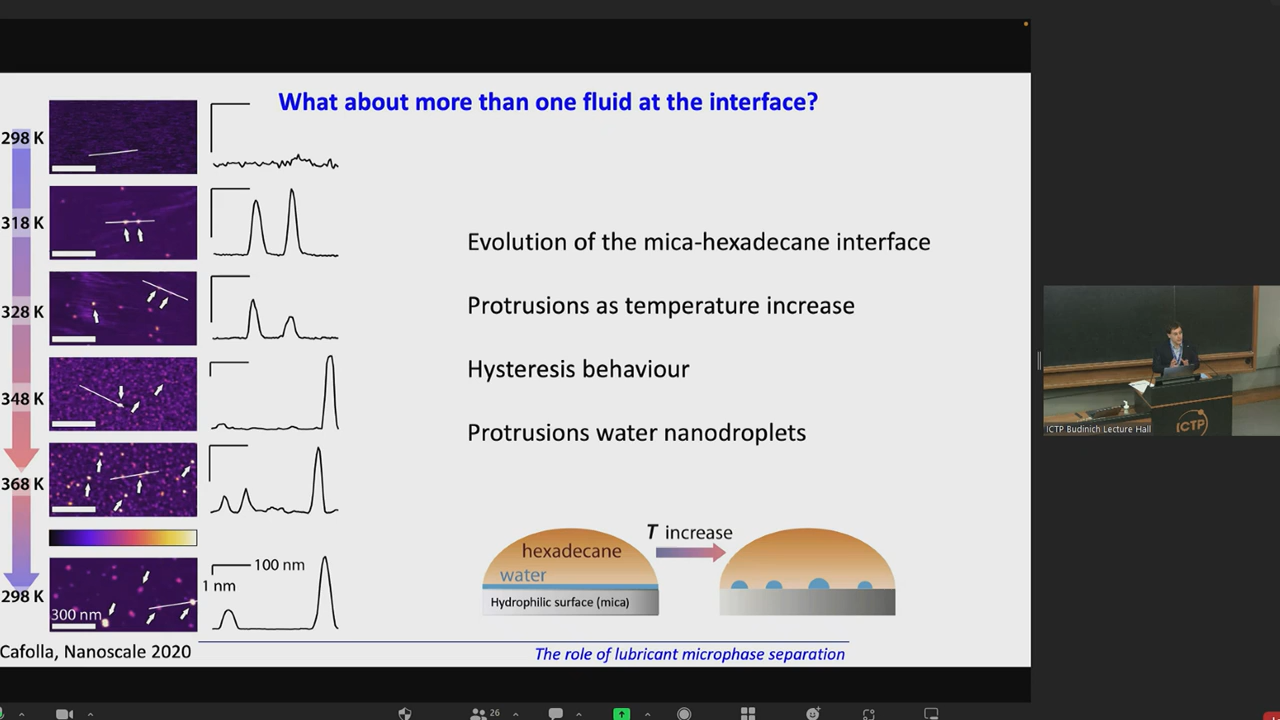 What about more than one fluid at the interface?
298 K
318 K
328 K
348 K
368 K
298 K
300 nm
100 nm
1 nm
Evolution of the mica-hexadecane interface
Protrusions as temperature increase
Hysteresis behaviour
Protrusions water nanodroplets
T increase
hexadecane
water
Hydrophilic surface (mica)
Cafolla, Nanoscale 2020
The role of lubricant microphase separation
ICTP
ICTP Budinich Lecture Hall
26